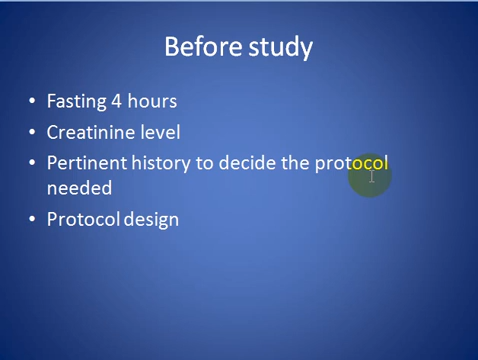 Before study
• Fasting 4 hours
• Creatinine level
• Pertinent history to decide the protocol
needed
• Protocol design